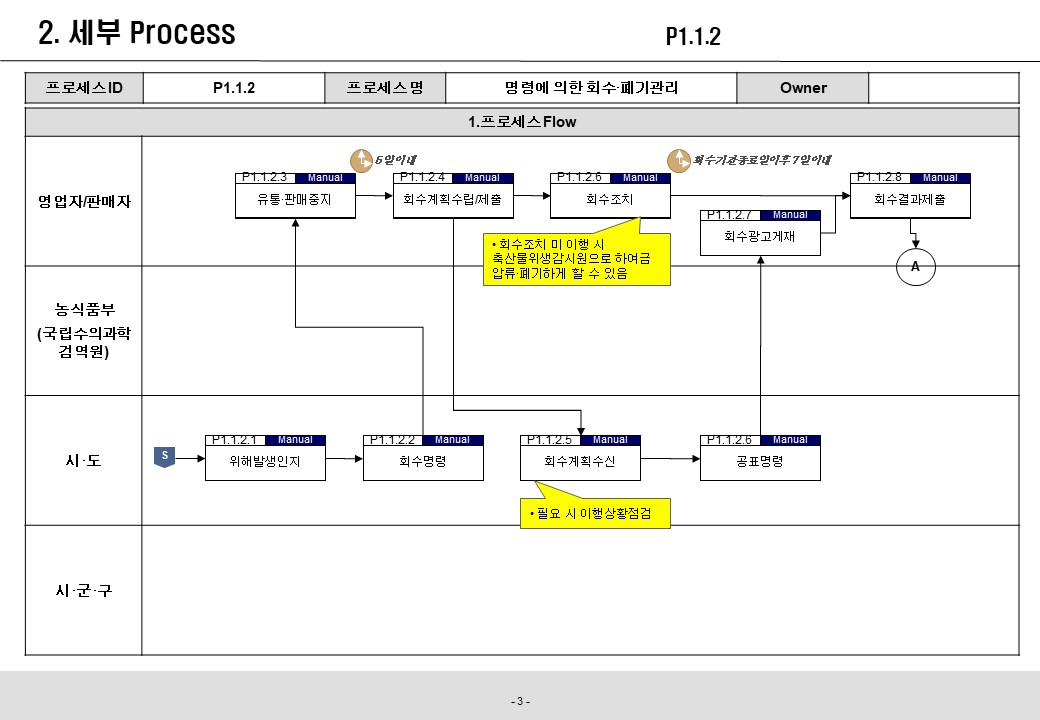 2. 세부 Process
P1.1.2
프로세스ID P1.1.2 프로세스명 명령에 의한 회수·폐기관리 Owner
1.프로세스Flow
영업자/판매자
5일이내
회수기관종료일이후 7일이내
P1.1.2.3 Manual
유통·판매중지
P1.1.2.4 Manual
회수계획수립/제출
P1.1.2.6 Manual
회수조치
P1.1.2.7 Manual
회수광고게재
P1.1.2.8 Manual
회수결과제출
• 회수조치 미 이행 시
축산물위생감시원으로 하여금
압류·폐기하게 할 수 있음
A
농식품부
(국립수의과학
검역원)
시·도
S
P1.1.2.1 Manual
위해발생인지
P1.1.2.2 Manual
회수명령
P1.1.2.5 Manual
회수계획수신
P1.1.2.6 Manual
공표명령
• 필요 시 이행상황점검
시·군·구
- 3 -